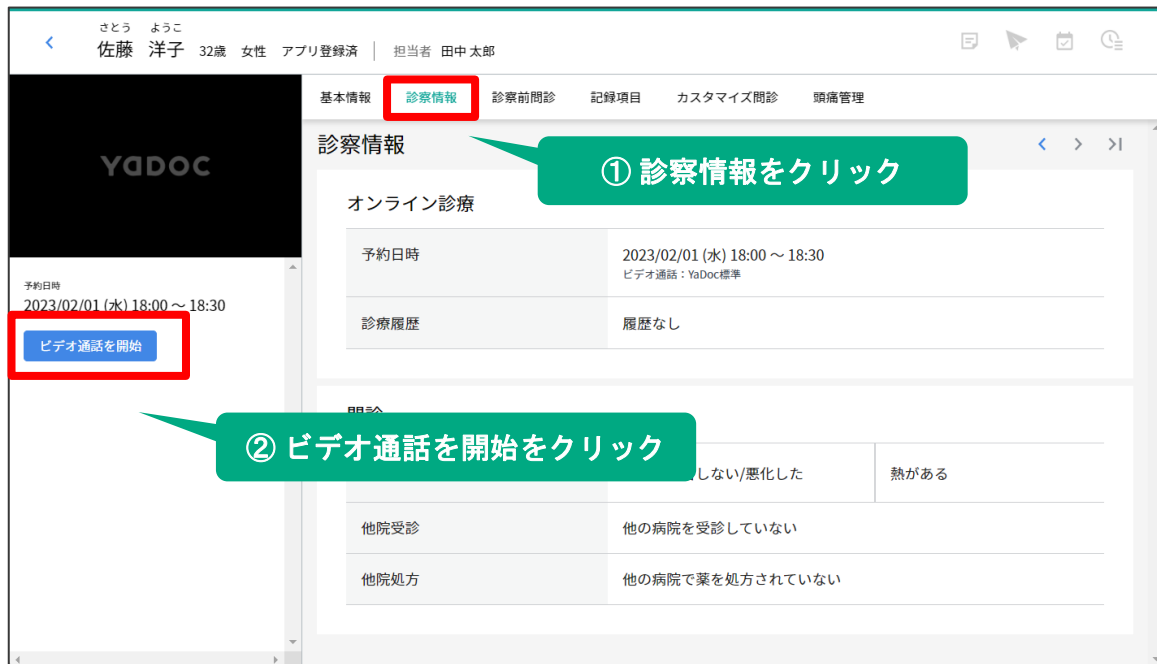 さとう ようこ
佐藤 洋子 32歳 女性 アプリ登録済 担当者 田中 太郎
基本情報 診察情報 診察前問診 記録項目 カスタマイズ問診 頭痛管理
YaDOC
診察情報
① 診察情報をクリック
オンライン診療
予約日時 2023/02/01 (水) 18:00 ～ 18:30
ビデオ通話：YaDoc標準
診療履歴 履歴なし
予約日時
2023/02/01 (水) 18:00 ～ 18:30
ビデオ通話を開始
② ビデオ通話を開始をクリック
しない/悪化した 熱がある
他院受診 他の病院を受診していない
他院処方 他の病院で薬を処方されていない